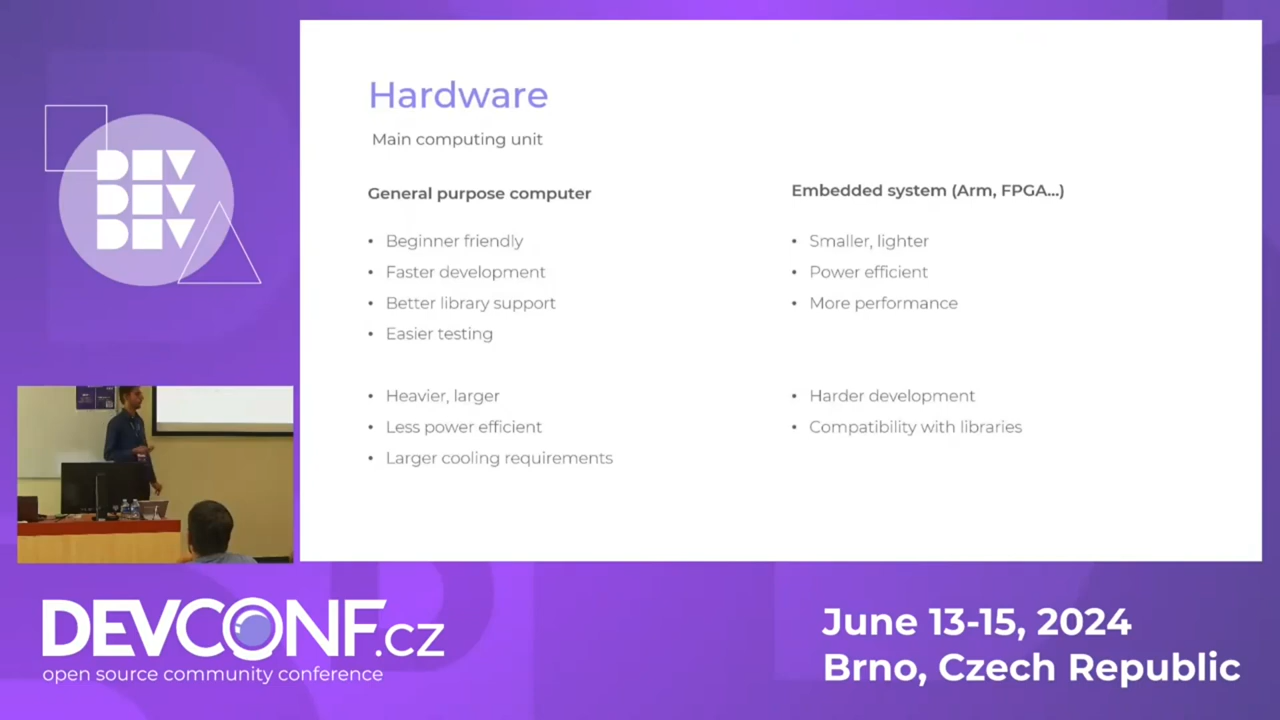 DEV
DEV
DEV
Hardware
Main computing unit
General purpose computer
• Beginner friendly
• Faster development
• Better library support
• Easier testing
• Heavier, larger
• Less power efficient
• Larger cooling requirements
Embedded system (Arm, FPGA...)
• Smaller, lighter
• Power efficient
• More performance
• Harder development
• Compatibility with libraries
DEVCONF.cz
open source community conference
June 13-15, 2024
Brno, Czech Republic